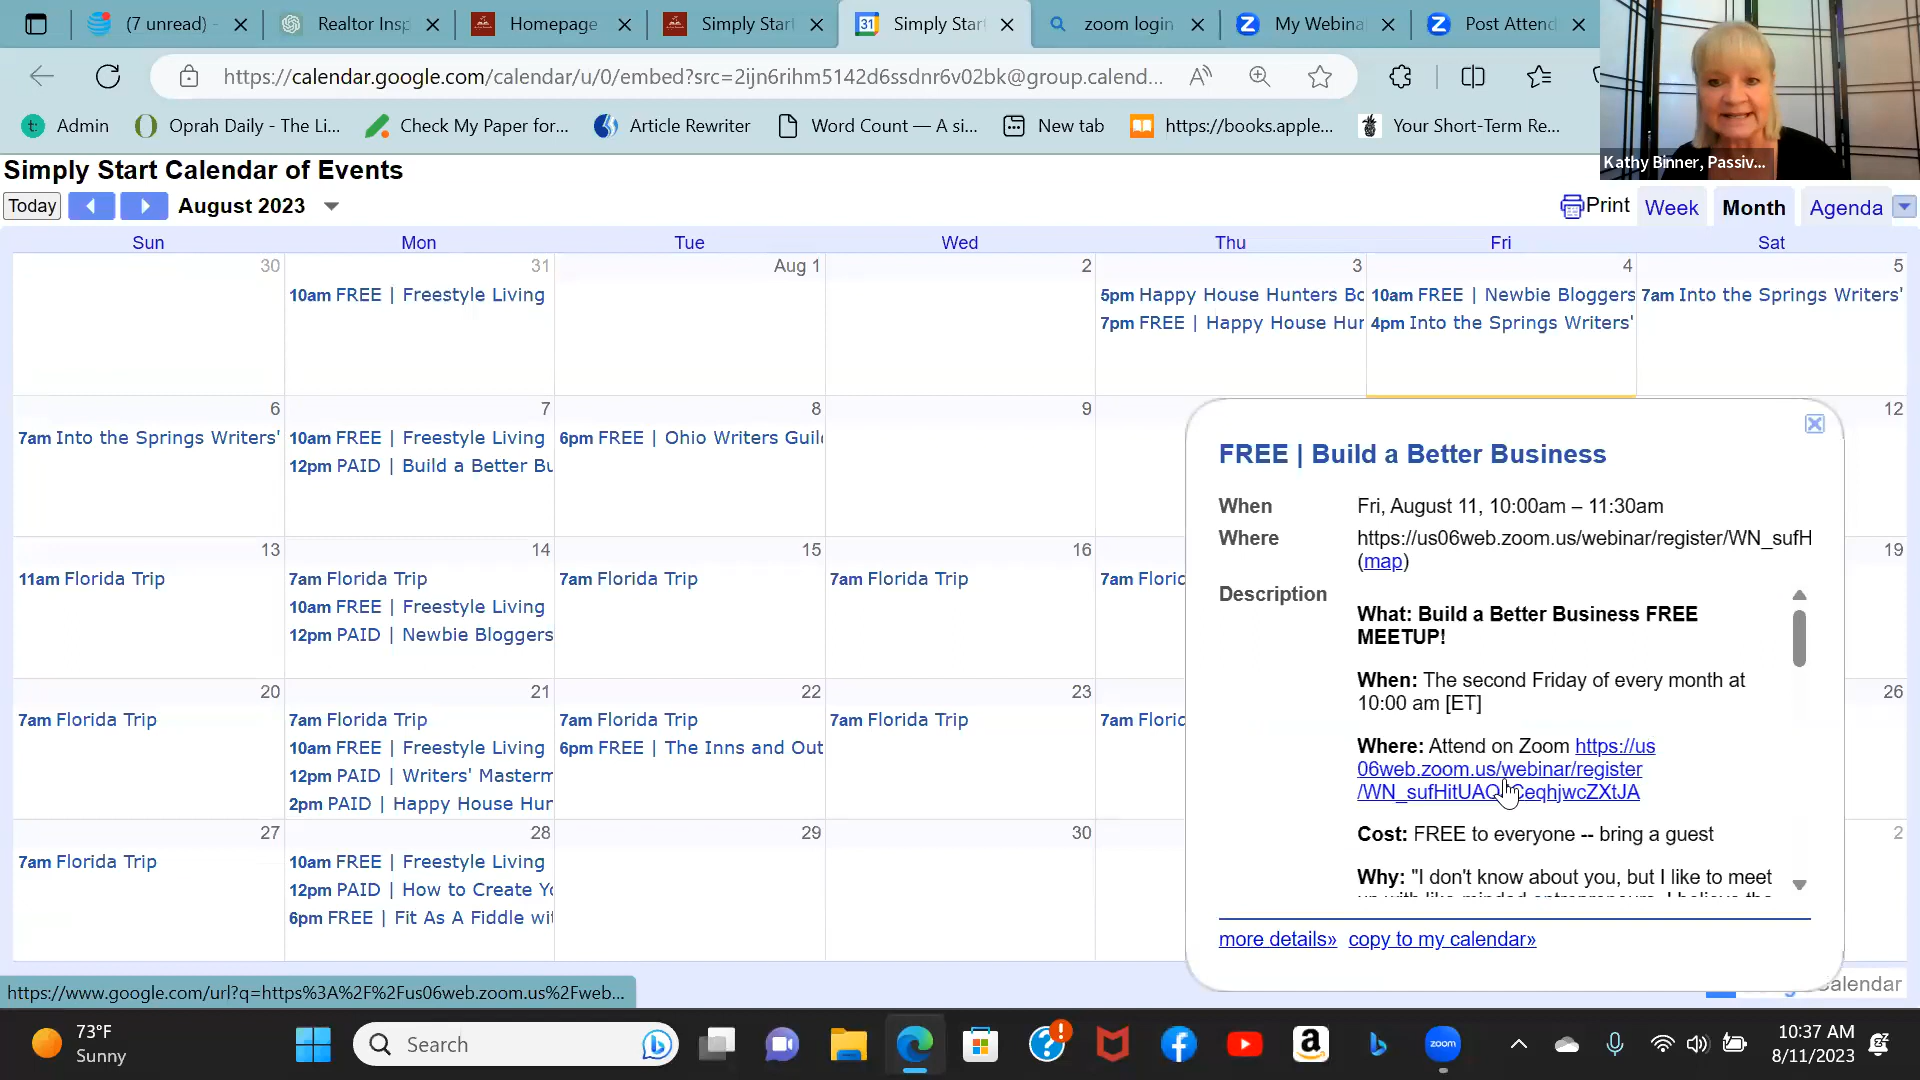 (7 unread) -
Realtor Insp
Homepage
Simply Start
Simply Start
zoom login
My Webina
Post Attend
https://calendar.google.com/calendar/u/0/embed?src=2ijn6rihm5142d6ssdnr6v02bk@group.calend...
Admin
Oprah Daily - The Li...
Check My Paper for...
Article Rewriter
Word Count — A si...
New tab
https://books.apple...
Your Short-Term Re...
Kathy Binner, Passiv...
Simply Start Calendar of Events
Today
August 2023
Print
Week
Month
Agenda
Sun Mon Tue Wed Thu Fri Sat
30 31 Aug 1 2 3 4 5
10am FREE | Freestyle Living
5pm Happy House Hunters Bo
7pm FREE | Happy House Hur
10am FREE | Newbie Bloggers
4pm Into the Springs Writers'
7am Into the Springs Writers'
6 7 8 9 12
7am Into the Springs Writers'
10am FREE | Freestyle Living
12pm PAID | Build a Better Bu
6pm FREE | Ohio Writers Guil
13 14 15 16 19
11am Florida Trip
7am Florida Trip
10am FREE | Freestyle Living
12pm PAID | Newbie Bloggers
7am Florida Trip
7am Florida Trip
7am Floric
20 21 22 23 26
7am Florida Trip
7am Florida Trip
10am FREE | Freestyle Living
12pm PAID | Writers' Masterm
2pm PAID | Happy House Hur
7am Florida Trip
6pm FREE | The Inns and Out
7am Florida Trip
7am Floric
27 28 29 30 2
7am Florida Trip
10am FREE | Freestyle Living
12pm PAID | How to Create Yo
6pm FREE | Fit As A Fiddle wit
FREE | Build a Better Business
When Fri, August 11, 10:00am – 11:30am
Where https://us06web.zoom.us/webinar/register/WN_sufH
(map)
Description
What: Build a Better Business FREE
MEETUP!
When: The second Friday of every month at
10:00 am [ET]
Where: Attend on Zoom https://us
06web.zoom.us/webinar/register
/WN_sufHitUAQ CeqhjwcZXtJA
Cost: FREE to everyone -- bring a guest
Why: "I don't know about you, but I like to meet
more details» copy to my calendar»
alendar
https://www.google.com/url?q=https%3A%2F%2Fus06web.zoom.us%2Fweb...
73°F
Sunny
Search
zoom
10:37 AM
8/11/2023